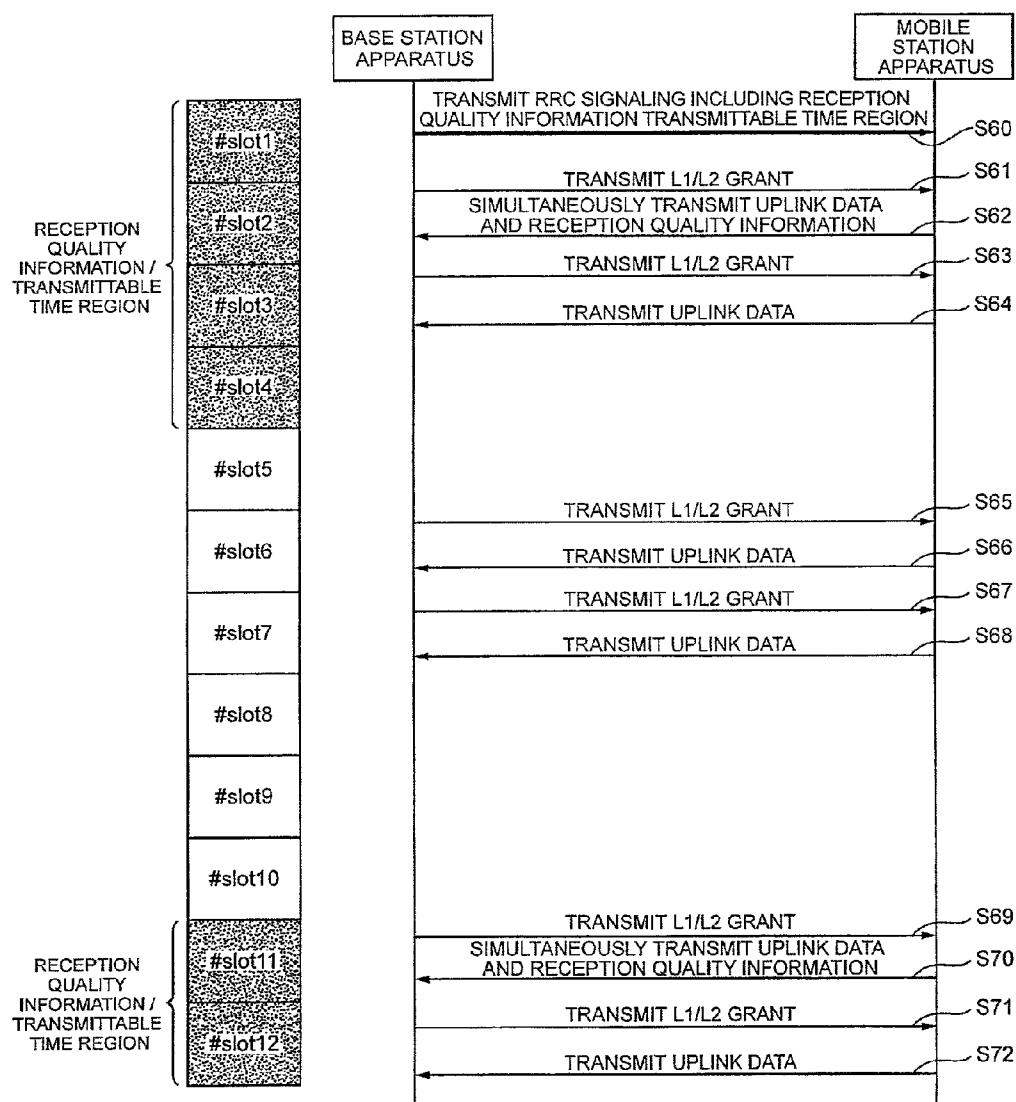 BASE STATION
APPARATUS
MOBILE
STATION
APPARATUS
TRANSMIT RRC SIGNALING INCLUDING RECEPTION
QUALITY INFORMATION TRANSMITTABLE TIME REGION
S60
#slot1
TRANSMIT L1/L2 GRANT
S61
RECEPTION
QUALITY
INFORMATION /
TRANSMITTABLE
TIME REGION
#slot2
SIMULTANEOUSLY TRANSMIT UPLINK DATA
AND RECEPTION QUALITY INFORMATION
S62
TRANSMIT L1/L2 GRANT
S63
#slot3
TRANSMIT UPLINK DATA
S64
#slot4
#slot5
TRANSMIT L1/L2 GRANT
S65
#slot6
TRANSMIT UPLINK DATA
S66
TRANSMIT L1/L2 GRANT
S67
#slot7
TRANSMIT UPLINK DATA
S68
#slot8
#slot9
#slot10
TRANSMIT L1/L2 GRANT
S69
RECEPTION
QUALITY
INFORMATION /
TRANSMITTABLE
TIME REGION
#slot11
SIMULTANEOUSLY TRANSMIT UPLINK DATA
AND RECEPTION QUALITY INFORMATION
S70
TRANSMIT L1/L2 GRANT
S71
#slot12
TRANSMIT UPLINK DATA
S72